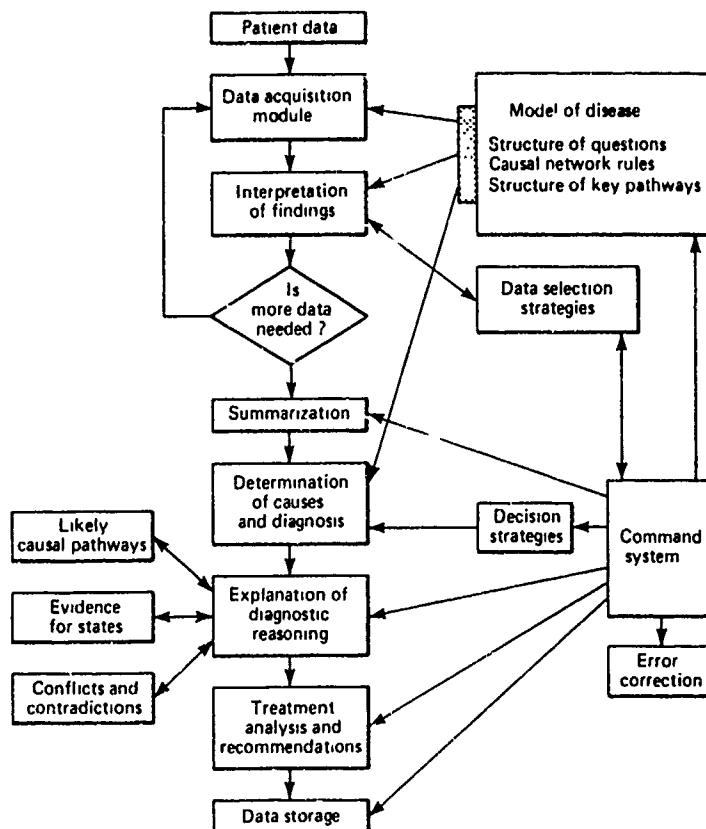 Patient data
Data acquisition
module
Model of disease
Structure of questions
Causal network rules
Structure of key pathways
Interpretation
of findings
Is
more data
needed ?
Data selection
strategies
Summarization
Determination
of causes
and diagnosis
Decision
strategies
Command
system
Likely
causal pathways
Evidence
for states
Conflicts and
contradictions
Explanation of
diagnostic
reasoning
Error
correction
Treatment
analysis and
recommendations
Data storage